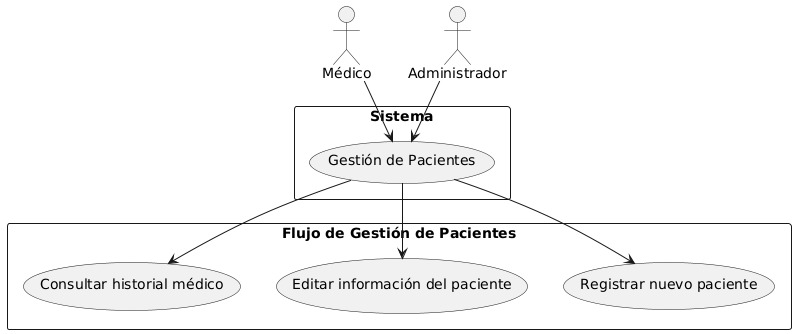 Médico
Administrador
Sistema
Gestión de Pacientes
Flujo de Gestión de Pacientes
Consultar historial médico
Editar información del paciente
Registrar nuevo paciente